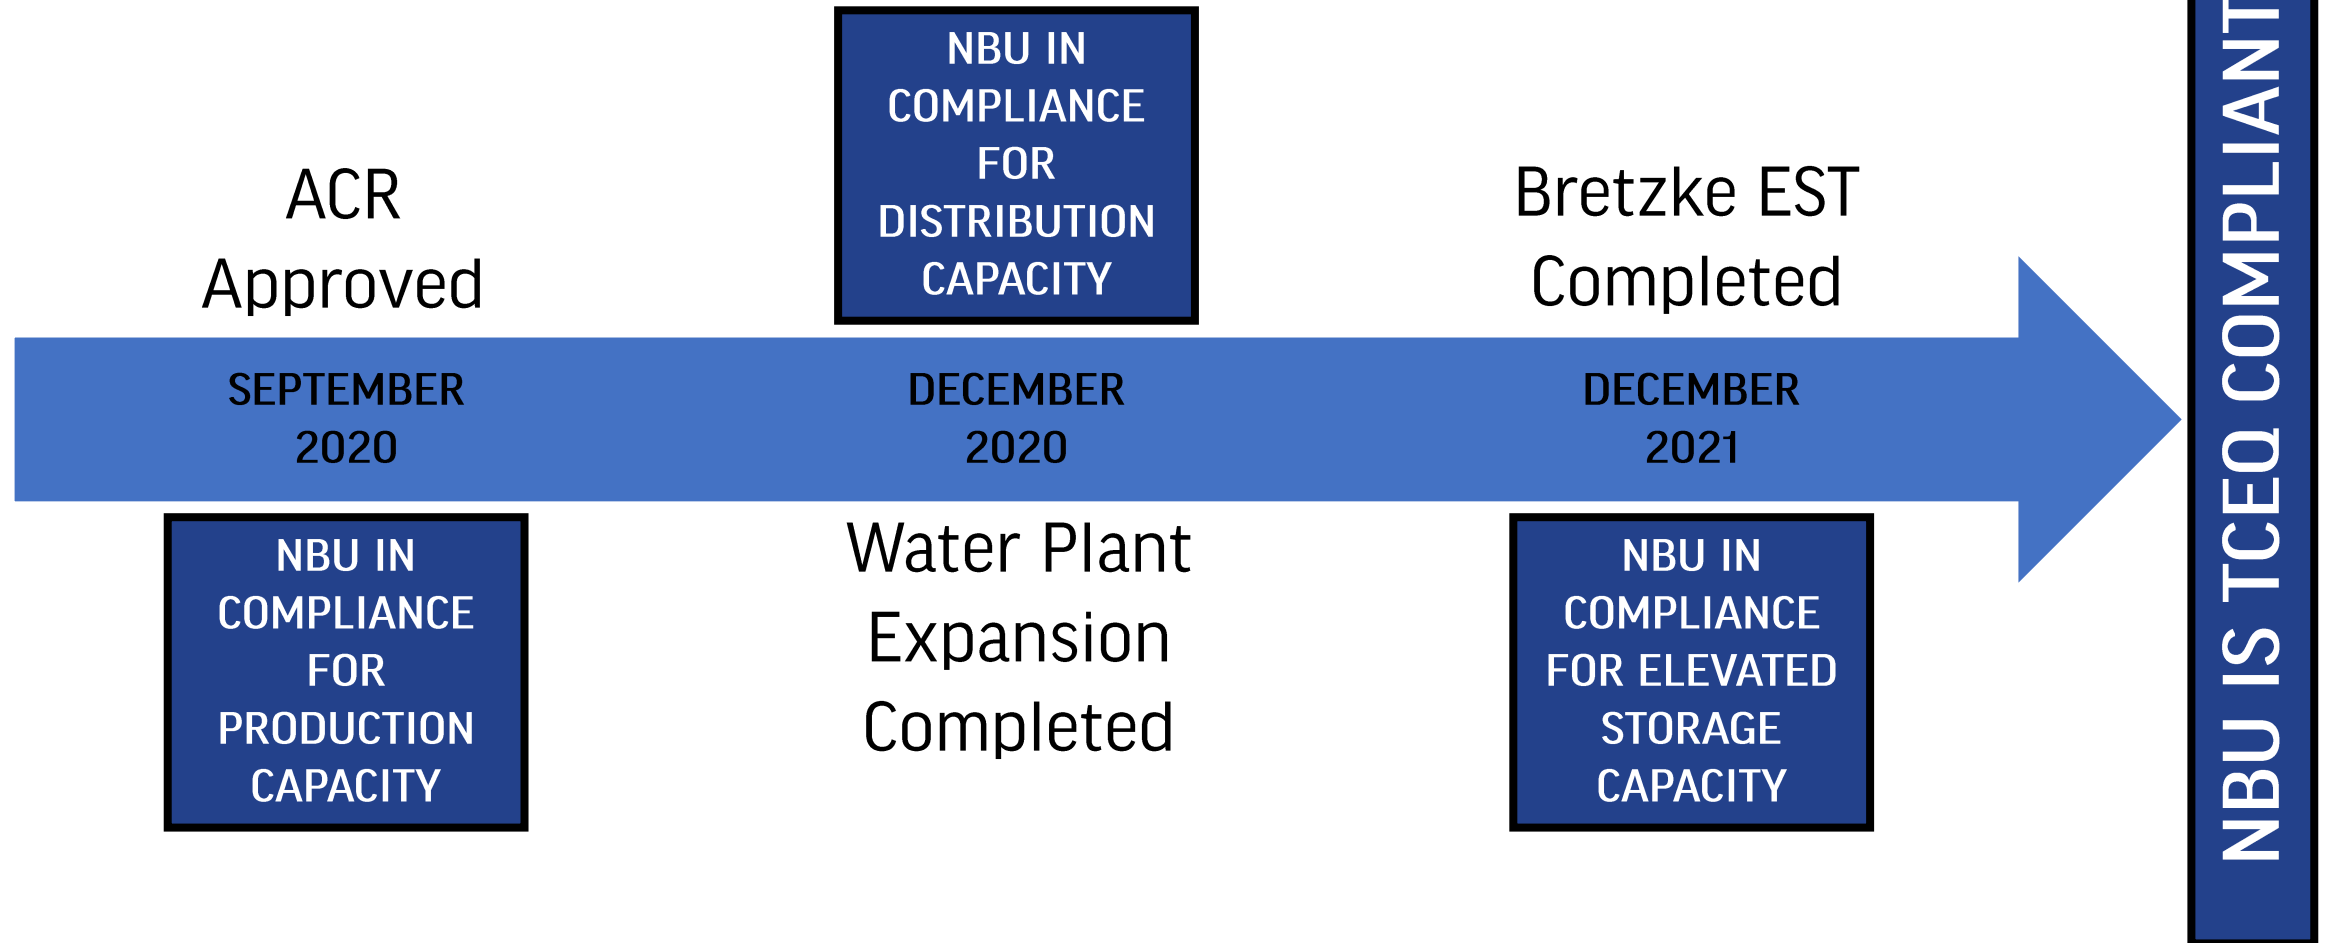 ACR
Approved
SEPTEMBER
2020
NBU IN
COMPLIANCE
FOR
PRODUCTION
CAPACITY
NBU IN
COMPLIANCE
FOR
DISTRIBUTION
CAPACITY
DECEMBER
2020
Water Plant
Expansion
Completed
Bretzke EST
Completed
DECEMBER
2021
NBU IN
COMPLIANCE
FOR ELEVATED
STORAGE
CAPACITY
NBU IS TCEQ COMPLIANT